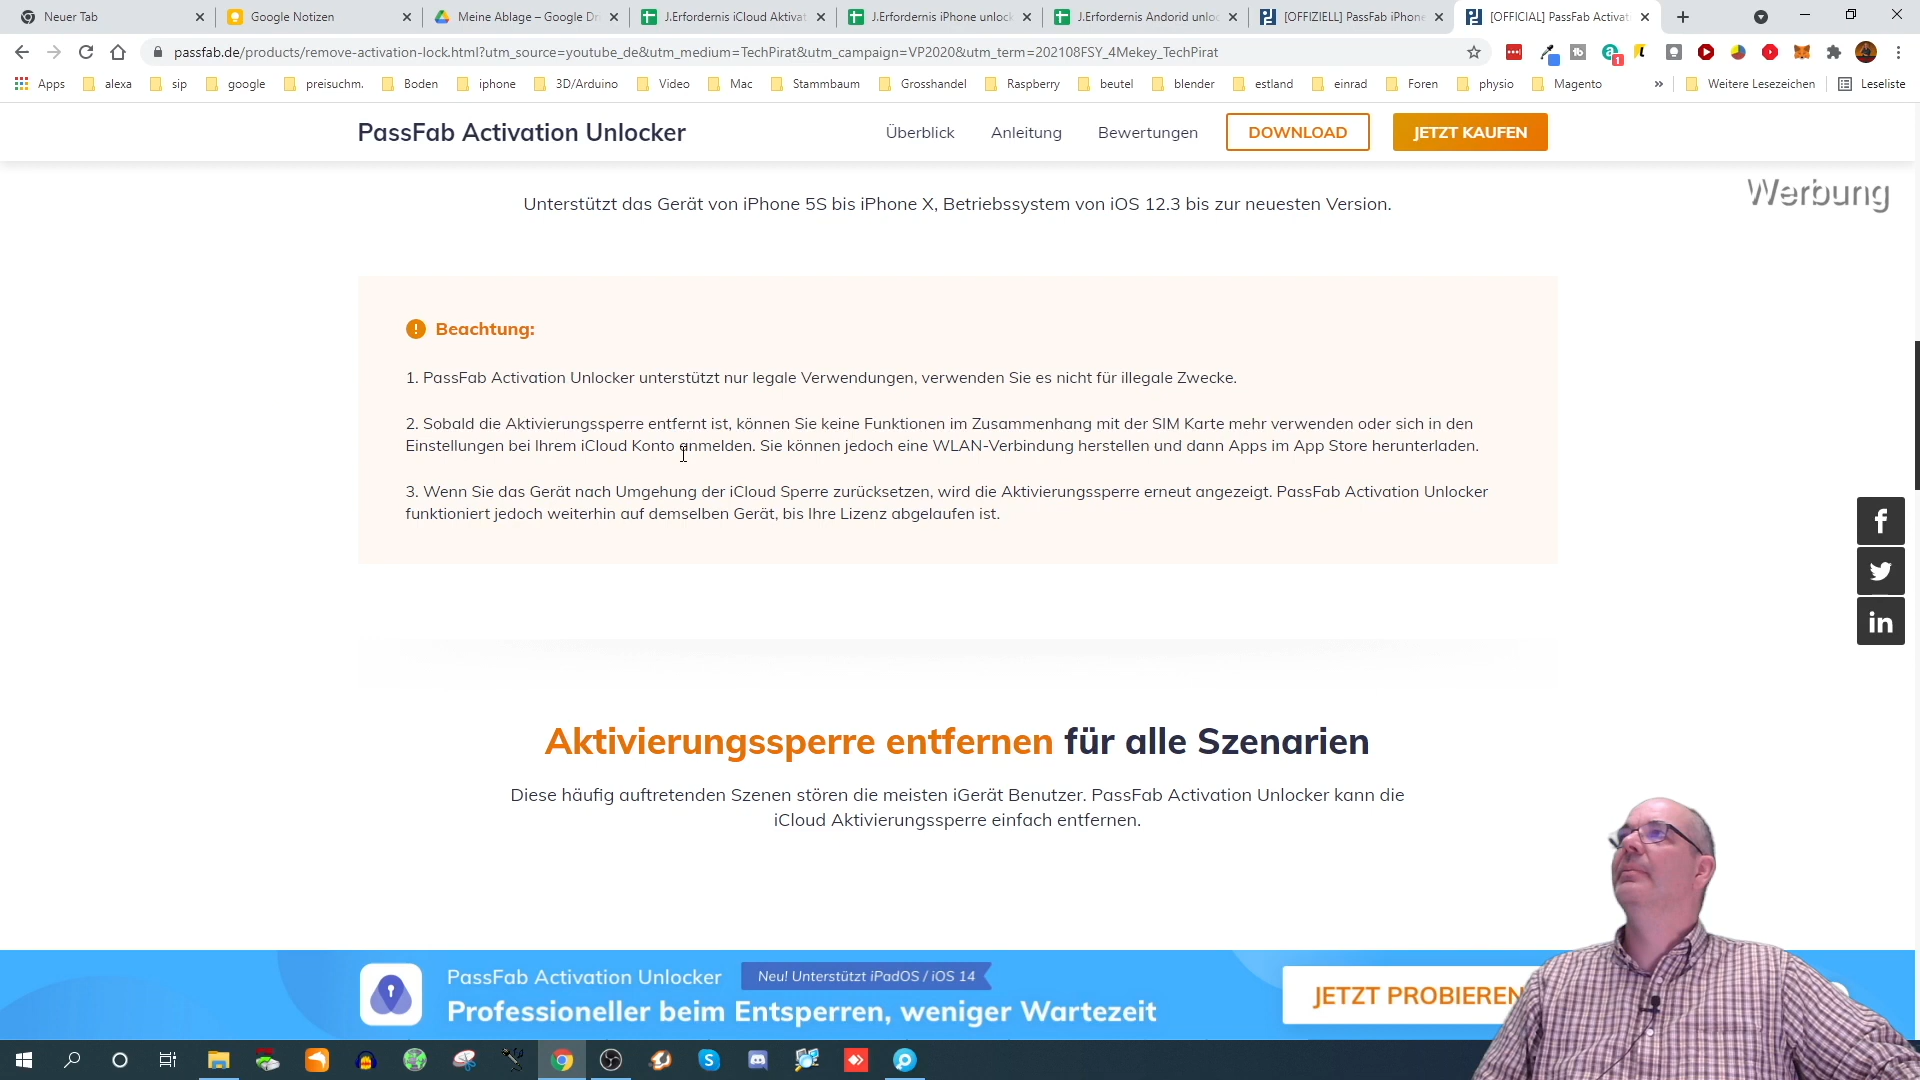 Neuer Tab
Google Notizen
Meine Ablage – Google Dr
J.Erfordernis iCloud Aktivat
J.Erfordernis iPhone unlock
J.Erfordernis Andorid unlo
[OFFIZIELL] PassFab iPhone
[OFFICIAL] PassFab Activati
passfab.de/products/remove-activation-lock.html?utm_source=youtube_de&utm_medium=TechPirat&utm_campaign=VP2020&utm_term=202108FSY_4Mekey_TechPirat
Apps
alexa
sip
google
preisuchm.
Boden
iphone
3D/Arduino
Video
Mac
Stammbaum
Grosshandel
Raspberry
beutel
blender
estland
einrad
Foren
physio
Magento
»
Weitere Lesezeichen
Leseliste
PassFab Activation Unlocker
Überblick
Anleitung
Bewertungen
DOWNLOAD
JETZT KAUFEN
Werbung
Unterstützt das Gerät von iPhone 5S bis iPhone X, Betriebssystem von iOS 12.3 bis zur neuesten Version.
Beachtung:
1. PassFab Activation Unlocker unterstützt nur legale Verwendungen, verwenden Sie es nicht für illegale Zwecke.
2. Sobald die Aktivierungssperre entfernt ist, können Sie keine Funktionen im Zusammenhang mit der SIM Karte mehr verwenden oder sich in den
Einstellungen bei Ihrem iCloud Konto anmelden. Sie können jedoch eine WLAN-Verbindung herstellen und dann Apps im App Store herunterladen.
3. Wenn Sie das Gerät nach Umgehung der iCloud Sperre zurücksetzen, wird die Aktivierungssperre erneut angezeigt. PassFab Activation Unlocker
funktioniert jedoch weiterhin auf demselben Gerät, bis Ihre Lizenz abgelaufen ist.
Aktivierungssperre entfernen für alle Szenarien
Diese häufig auftretenden Szenen stören die meisten iGerät Benutzer. PassFab Activation Unlocker kann die
iCloud Aktivierungssperre einfach entfernen.
PassFab Activation Unlocker
Neu! Unterstützt iPadOS / iOS 14
Professioneller beim Entsperren, weniger Wartezeit
JETZT PROBIEREN